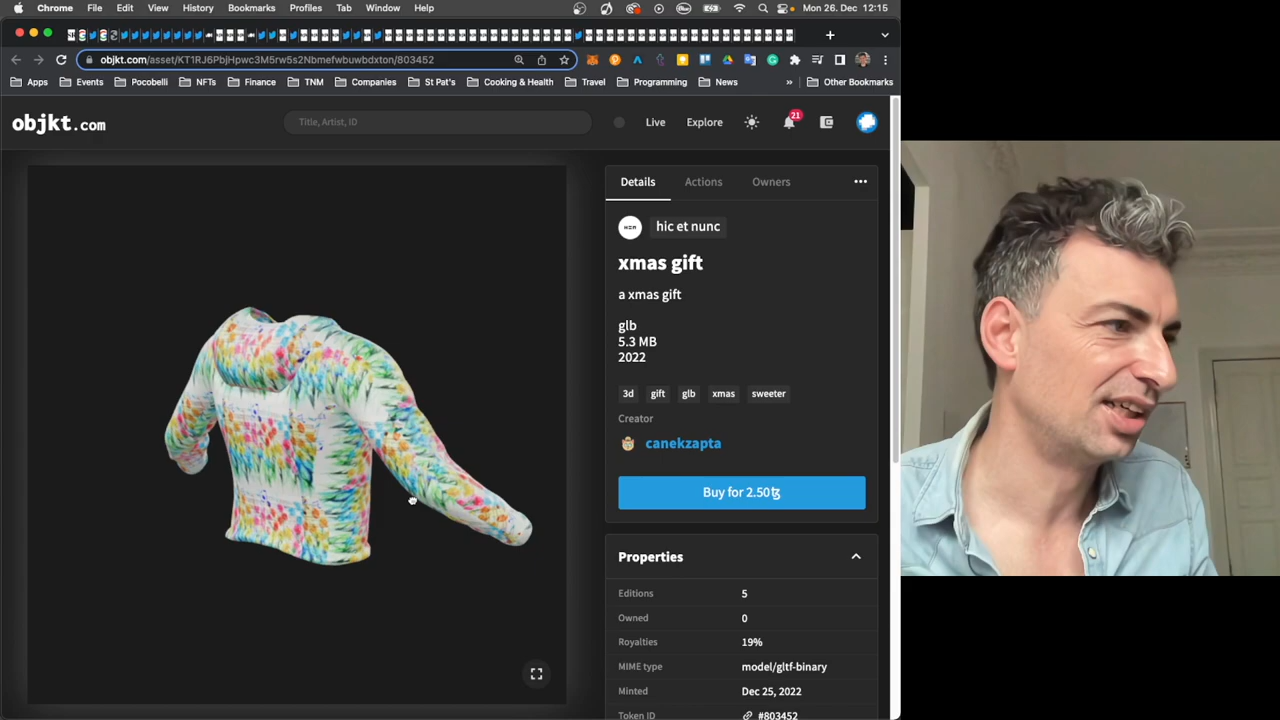 Chrome File Edit View History Bookmarks Profiles Tab Window Help Mon 26. Dec 12:15
objkt.com/asset/KT1RJ6PbjHpwc3M5rw5s2Nbmefwbuwbdxton/803452
Apps Events Pocobelli NFTs Finance TNM Companies St Pat's Cooking & Health Travel Programming News » Other Bookmarks
objkt.com Title, Artist, ID Live Explore 21
Details Actions Owners
hic et nunc
xmas gift
a xmas gift
glb
5.3 MB
2022
3d gift glb xmas sweeter
Creator
canekzapta
Buy for 2.50ꜩ
Properties
Editions 5
Owned 0
Royalties 19%
MIME type model/gltf-binary
Minted Dec 25, 2022
Token ID #803452